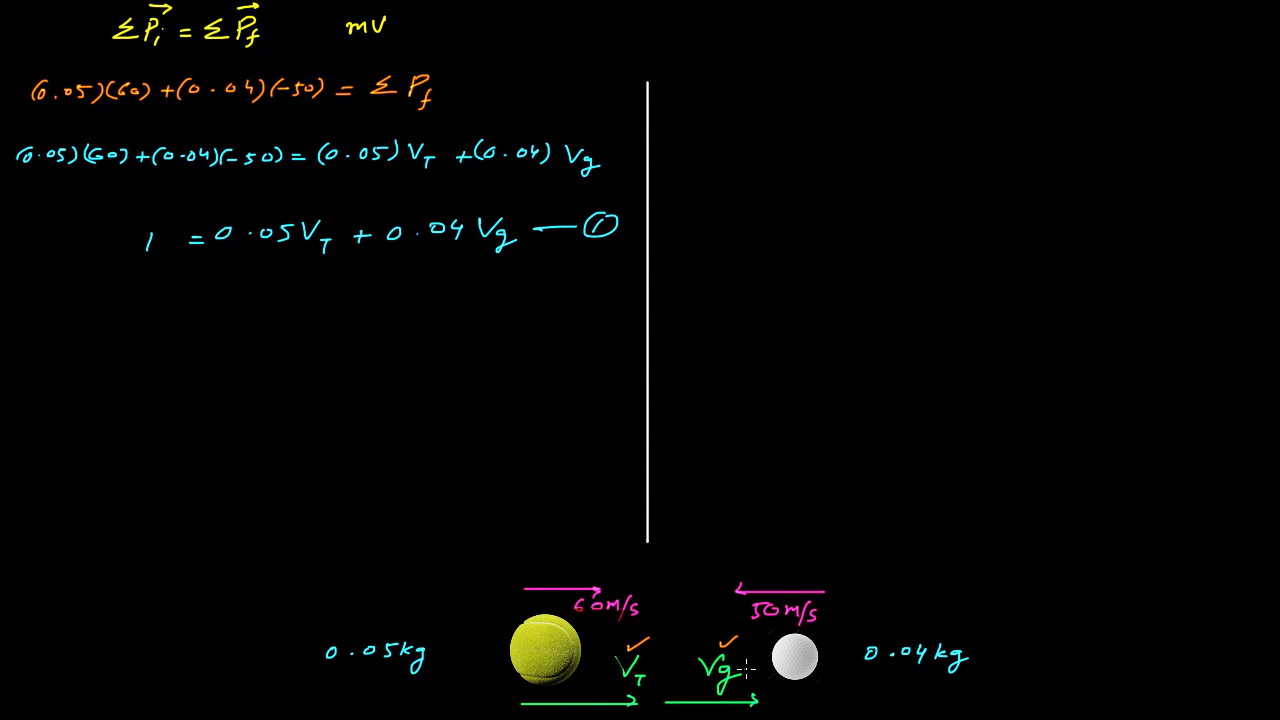 ΣP⃗i = ΣP⃗f mv
(0.05)(60)+(0.04)(-50) = ΣPf
(0.05)(60)+(0.04)(-50)=(0.05)VT +(0.04) Vg
1 = 0.05VT + 0.04 Vg — ①
60m/s 50m/s
0.05kg VT Vg 0.04kg